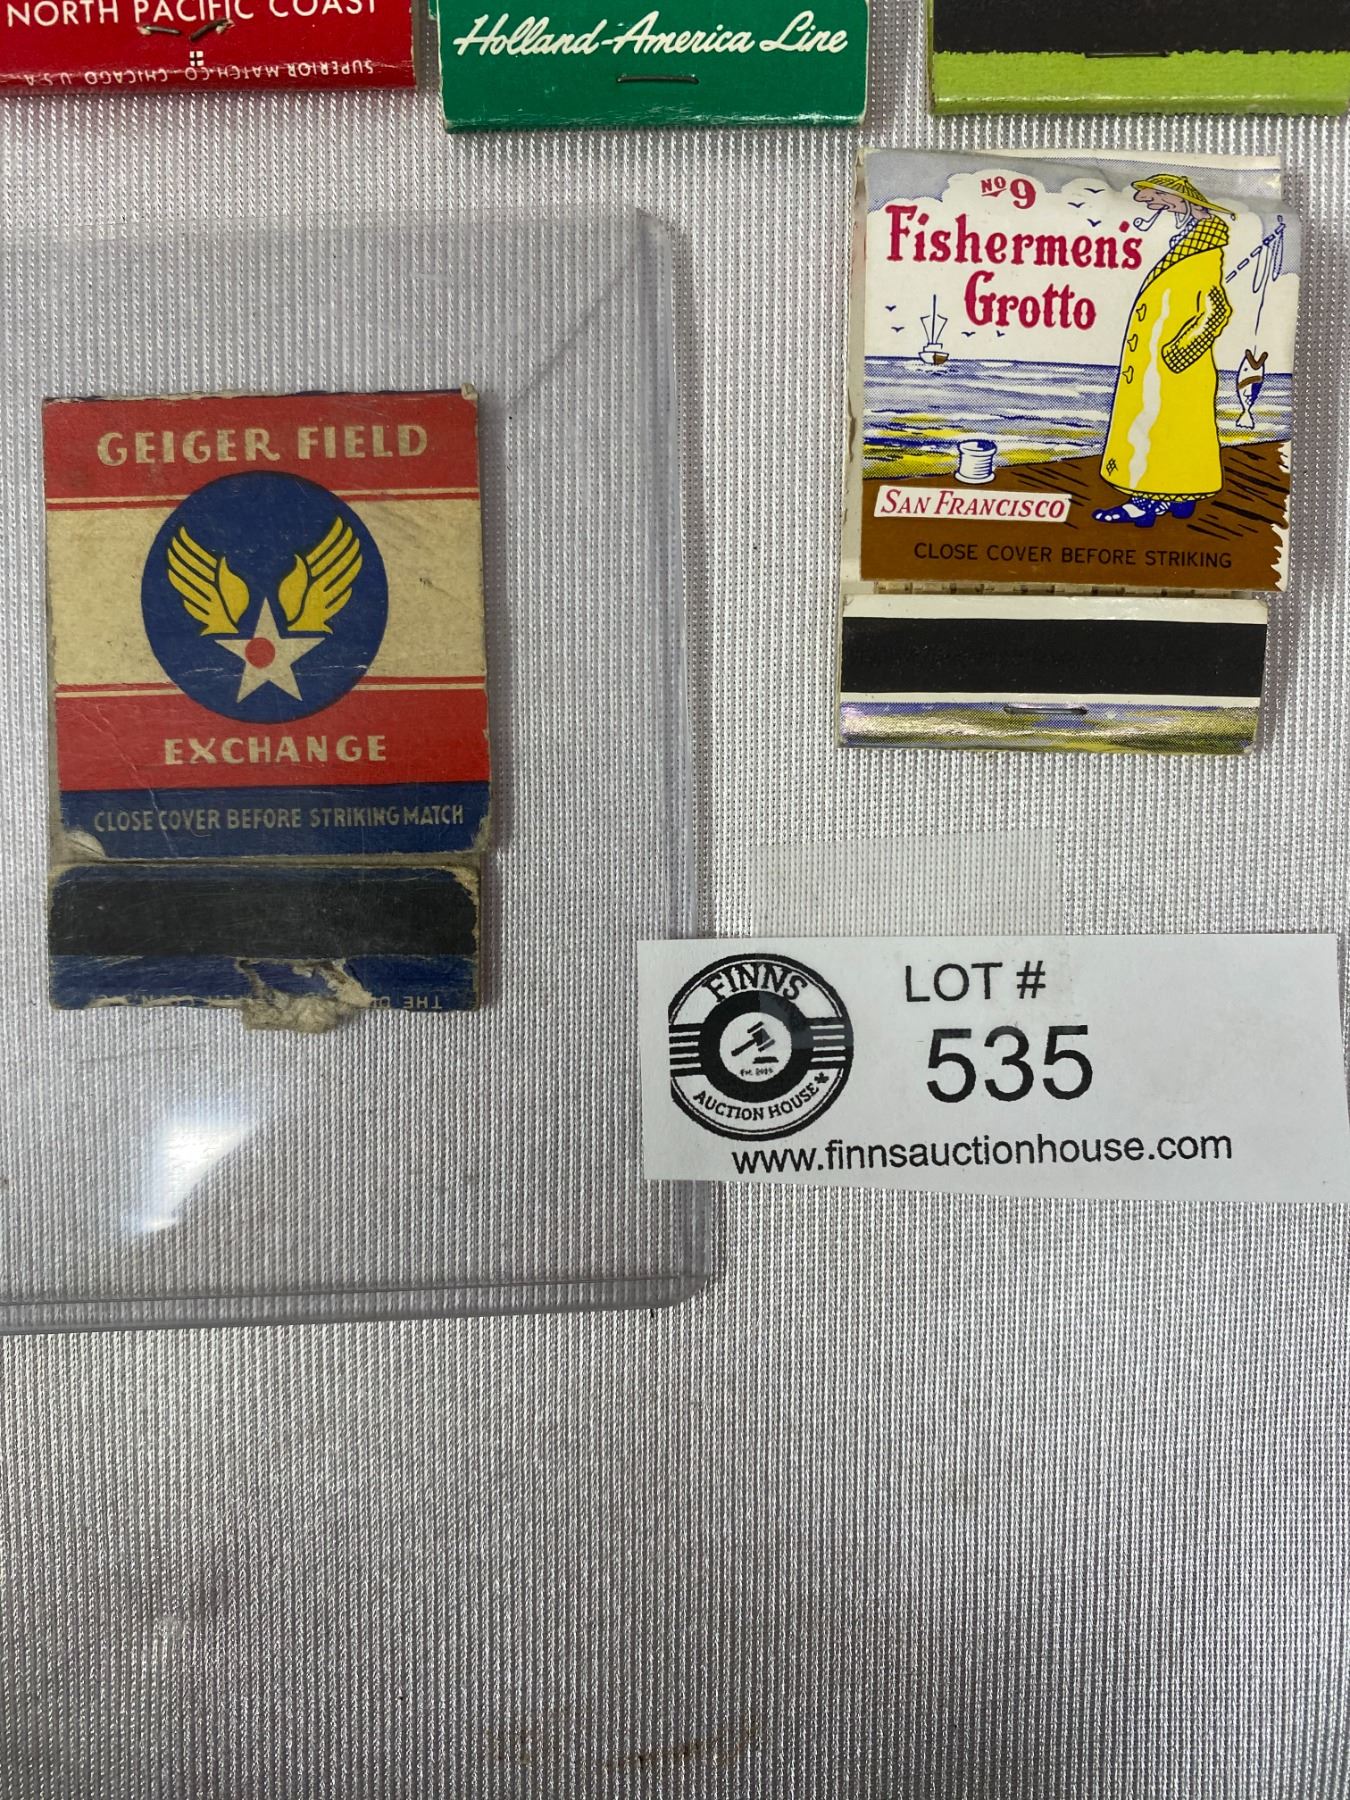 NORTH PACIFIC COAST
SUPERIOR MATCH CO. CHICAGO U.S.A.
Holland-America Line
No 9
Fishermen's
Grotto
SAN FRANCISCO
CLOSE COVER BEFORE STRIKING
GEIGER FIELD
EXCHANGE
CLOSE COVER BEFORE STRIKING MATCH
THE
FINNS
AUCTION HOUSE
LOT #
535
www.finnsauctionhouse.com